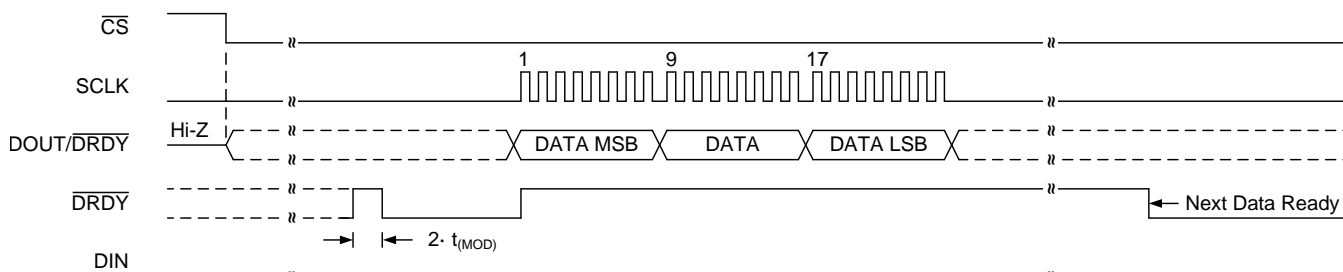 CS
SCLK
1 9 17
DOUT/DRDY Hi-Z DATA MSB DATA DATA LSB
DRDY Next Data Ready
2· t(MOD)
DIN